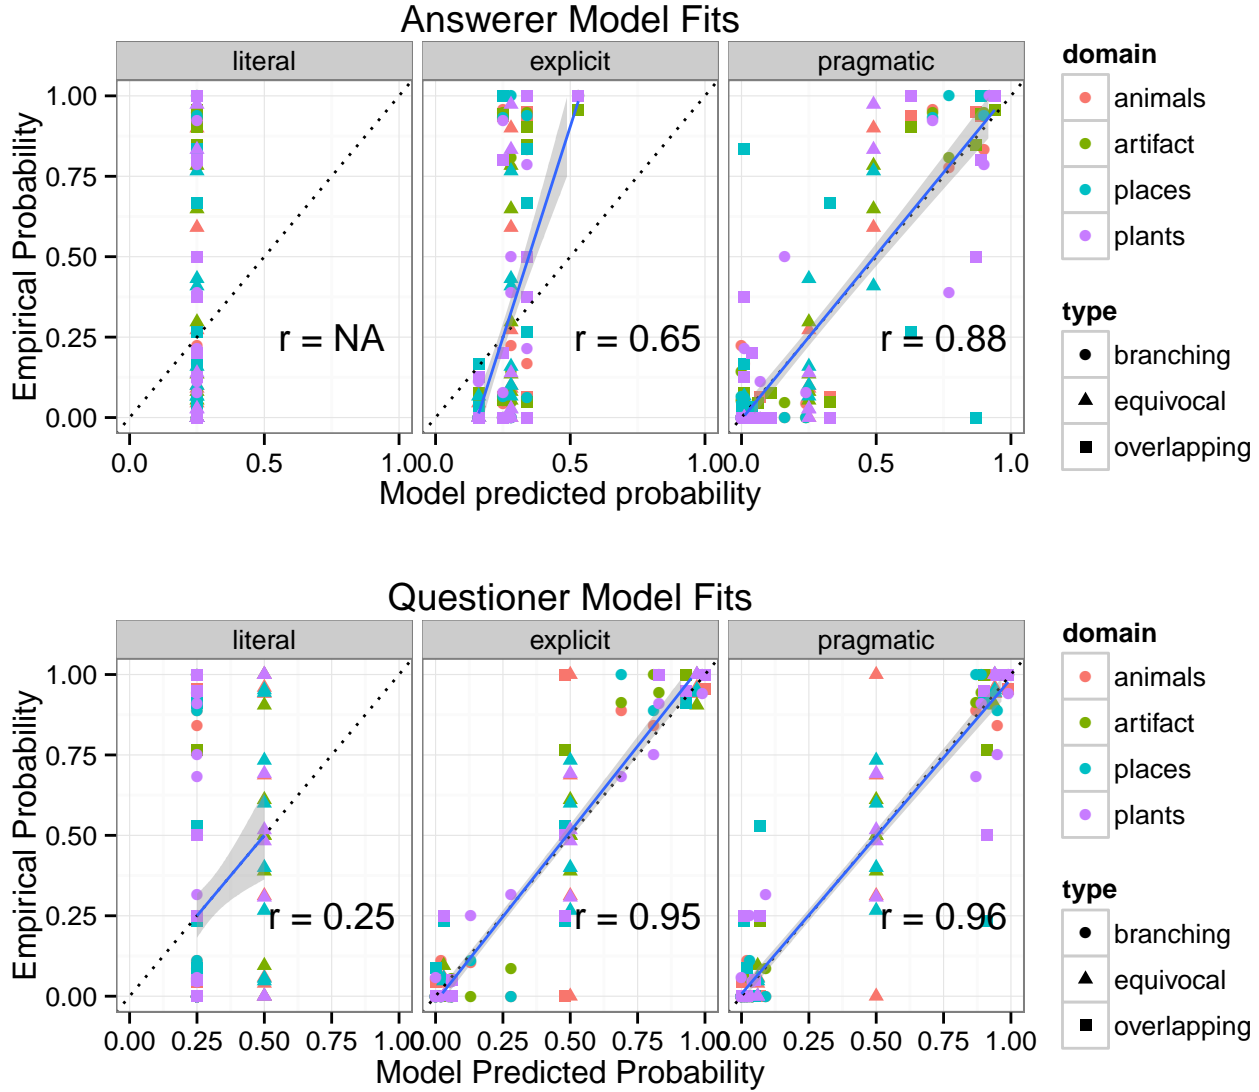 Answerer Model Fits
literal explicit pragmatic
Empirical Probability
1.00
0.75
0.50
0.25
0.00
r = NA r = 0.65 r = 0.88
0.0 0.5 1.0 0.0 0.5 1.0 0.0 0.5 1.0
Model predicted probability
domain
animals
artifact
places
plants
type
branching
equivocal
overlapping
Questioner Model Fits
literal explicit pragmatic
Empirical Probability
1.00
0.75
0.50
0.25
0.00
r = 0.25 r = 0.95 r = 0.96
0.00 0.25 0.50 0.75 1.00 0.00 0.25 0.50 0.75 1.00 0.00 0.25 0.50 0.75 1.00
Model Predicted Probability
domain
animals
artifact
places
plants
type
branching
equivocal
overlapping